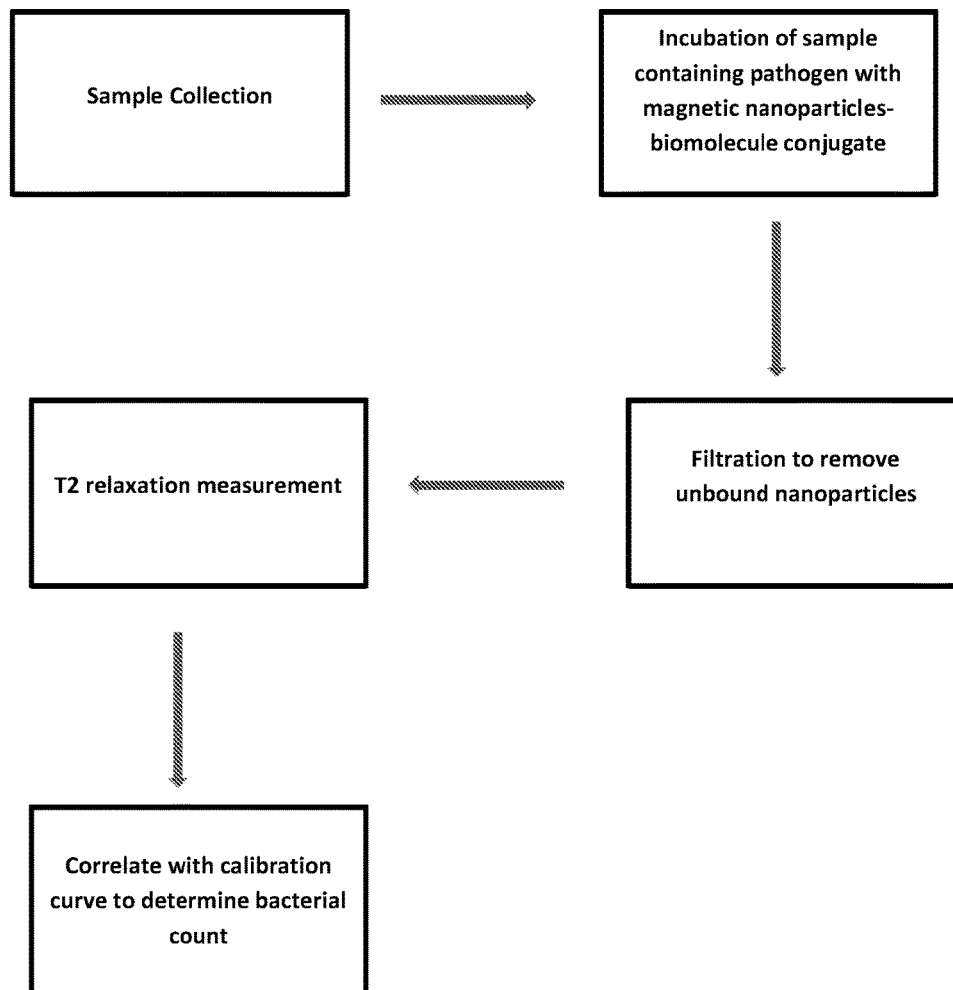 Sample Collection
Incubation of sample
containing pathogen with
magnetic nanoparticles-
biomolecule conjugate
Filtration to remove
unbound nanoparticles
T2 relaxation measurement
Correlate with calibration
curve to determine bacterial
count